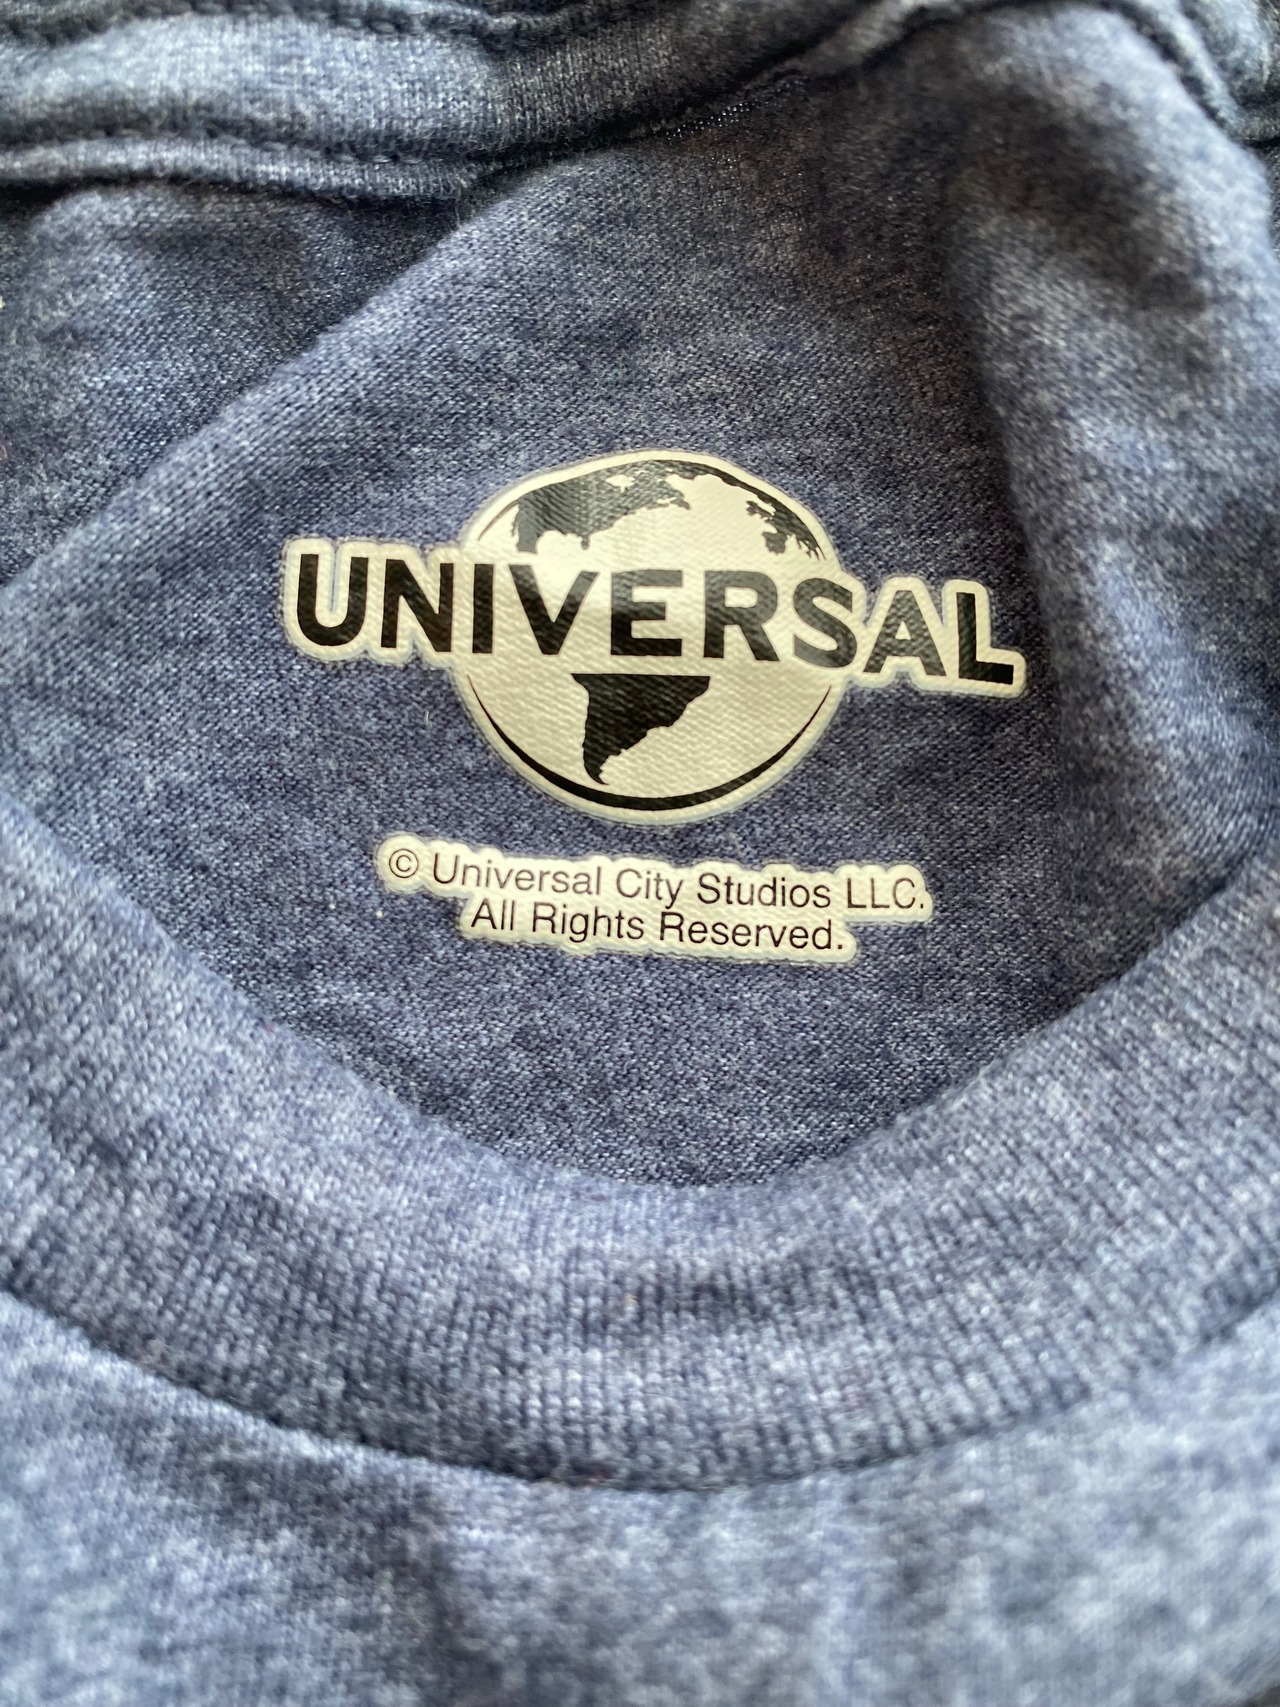 UNIVERSAL
© Universal City Studios LLC.
All Rights Reserved.